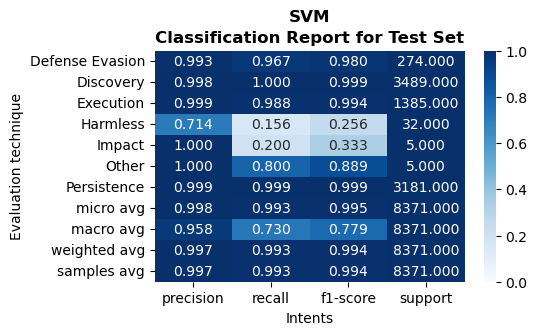 SVM
Classification Report for Test Set
Evaluation technique
Defense Evasion 0.993 0.967 0.980 274.000
Discovery 0.998 1.000 0.999 3489.000
Execution 0.999 0.988 0.994 1385.000
Harmless 0.714 0.156 0.256 32.000
Impact 1.000 0.200 0.333 5.000
Other 1.000 0.800 0.889 5.000
Persistence 0.999 0.999 0.999 3181.000
micro avg 0.998 0.993 0.995 8371.000
macro avg 0.958 0.730 0.779 8371.000
weighted avg 0.997 0.993 0.994 8371.000
samples avg 0.997 0.993 0.994 8371.000
precision recall f1-score support
Intents
1.0
0.8
0.6
0.4
0.2
0.0